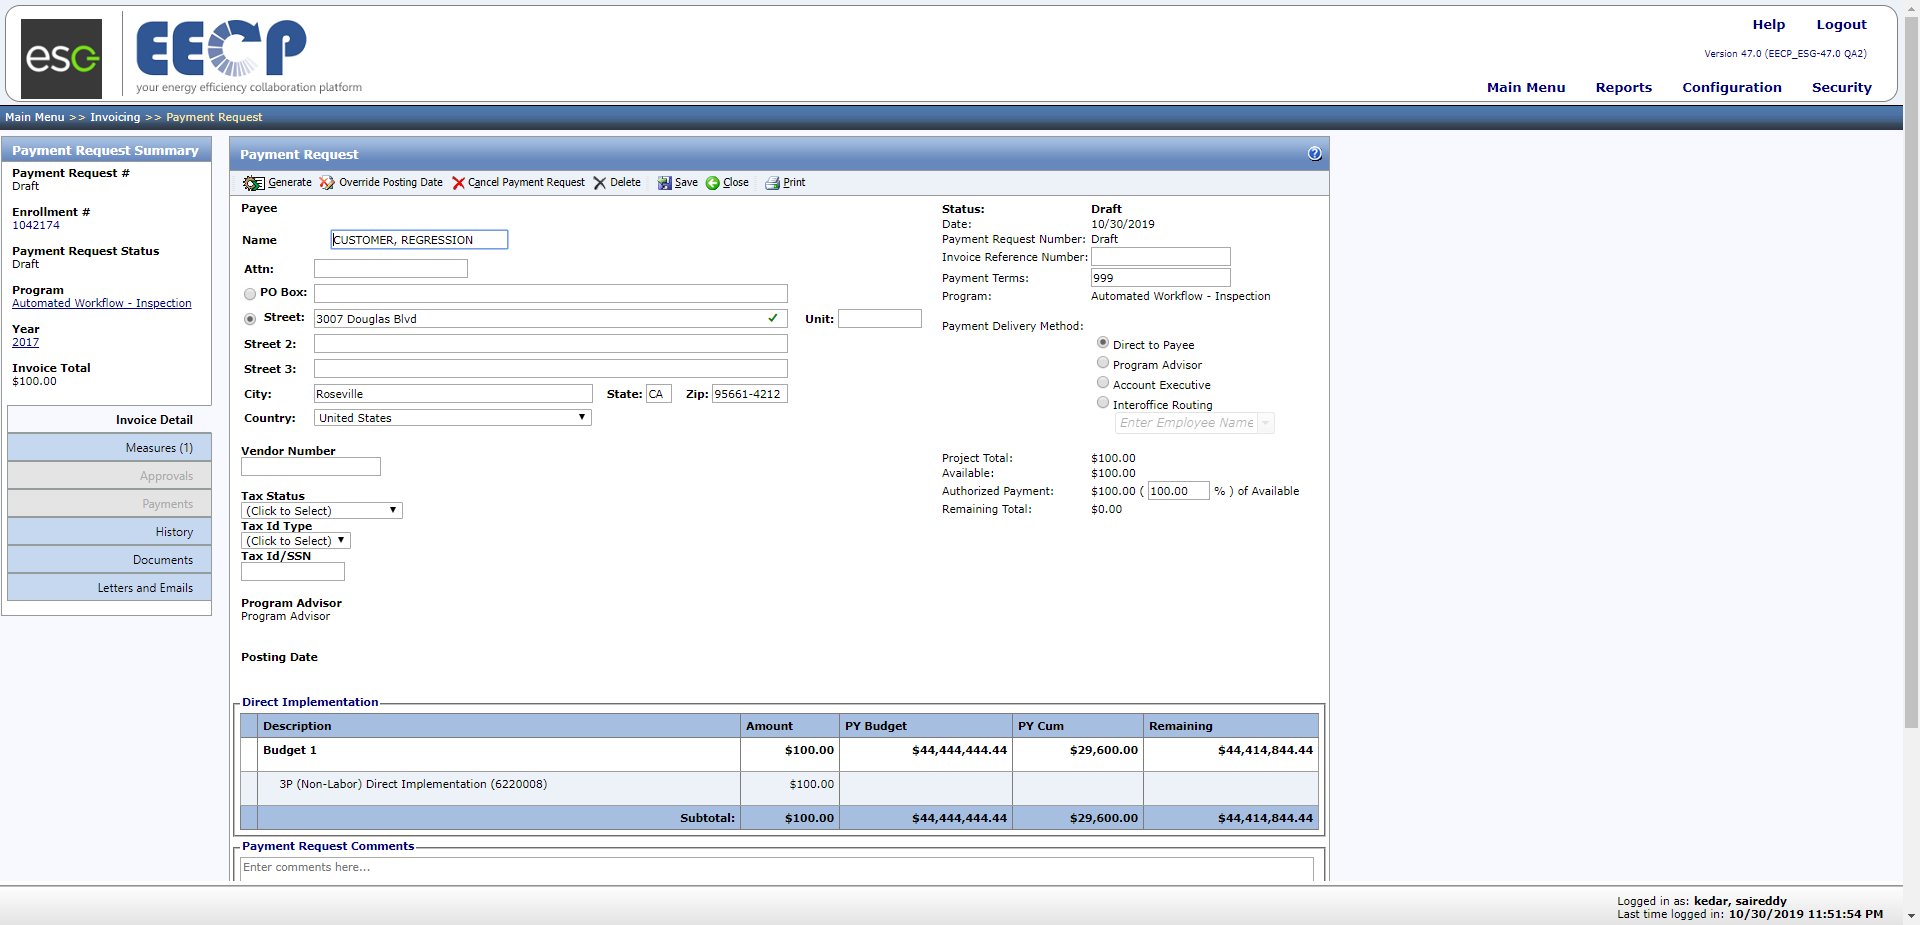 esg
EECP
your energy efficiency collaboration platform
Help Logout
Version 47.0 (EECP_ESG-47.0 QA2)
Main Menu Reports Configuration Security
Main Menu >> Invoicing >> Payment Request
Payment Request Summary
Payment Request #
Draft
Enrollment #
1042174
Payment Request Status
Draft
Program
Automated Workflow - Inspection
Year
2017
Invoice Total
$100.00
Invoice Detail
Measures (1)
Approvals
Payments
History
Documents
Letters and Emails
Payment Request
Generate Override Posting Date Cancel Payment Request Delete Save Close Print
Payee
Name CUSTOMER, REGRESSION
Attn:
PO Box:
Street: 3007 Douglas Blvd Unit:
Street 2:
Street 3:
City: Roseville State: CA Zip: 95661-4212
Country: United States
Vendor Number
Tax Status
(Click to Select)
Tax Id Type
(Click to Select)
Tax Id/SSN
Program Advisor
Program Advisor
Posting Date
Status: Draft
Date: 10/30/2019
Payment Request Number: Draft
Invoice Reference Number:
Payment Terms: 999
Program: Automated Workflow - Inspection
Payment Delivery Method:
Direct to Payee
Program Advisor
Account Executive
Interoffice Routing
Enter Employee Name
Project Total: $100.00
Available: $100.00
Authorized Payment: $100.00 ( 100.00 % ) of Available
Remaining Total: $0.00
Direct Implementation
Description Amount PY Budget PY Cum Remaining
Budget 1 $100.00 $44,444,444.44 $29,600.00 $44,414,844.44
3P (Non-Labor) Direct Implementation (6220008) $100.00
Subtotal: $100.00 $44,444,444.44 $29,600.00 $44,414,844.44
Payment Request Comments
Enter comments here...
Logged in as: kedar, saireddy
Last time logged in: 10/30/2019 11:51:54 PM